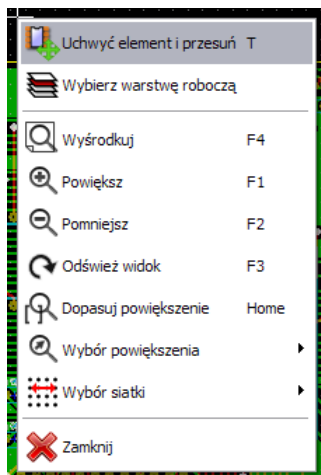 Uchwyć element i przesuń T
Wybierz warstwę roboczą
Wyśrodkuj F4
Powiększ F1
Pomniejsz F2
Odśwież widok F3
Dopasuj powiększenie Home
Wybór powiększenia
Wybór siatki
Zamknij